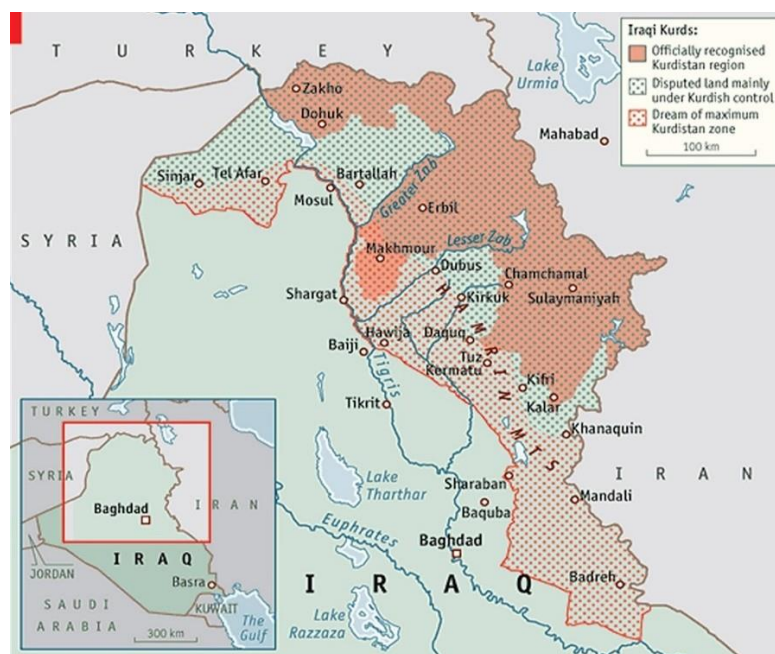 Iraqi Kurds:
Officially recognised
Kurdistan region
Disputed land mainly
under Kurdish control
Dream of maximum
Kurdistan zone
100 km
TURKEY
Lake
Urmia
Zakho
Dohuk
Mahabad
Sinjar
Tel Afar
Bartallah
Mosul
Greater Zab
Erbil
SYRIA
Lesser Zab
Makhmour
Dubus
Chamchamal
Shargat
Kirkuk
Sulaymaniyah
HAMRIN MTS
Hawija
Daquq
Baiji
Tuz
Kermatu
Tigris
Kifri
Kalar
Tikrit
Khanaquin
IRAN
Lake
Tharthar
Sharaban
Baquba
Mandali
Euphrates
Baghdad
IRAQ
Badreh
Lake
Razzaza
TURKEY
SYRIA
IRAN
Baghdad
IRAQ
JORDAN
Basra
SAUDI
ARABIA
KUWAIT
The
Gulf
300 km